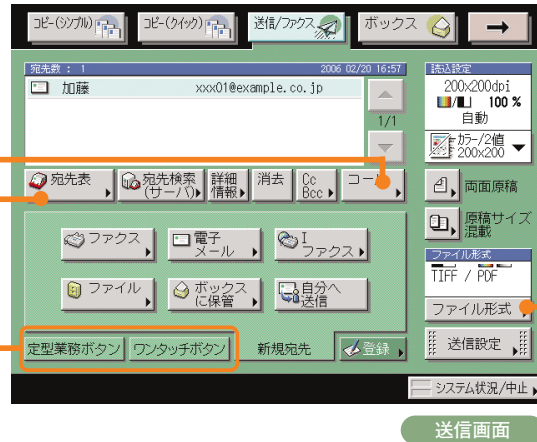 コピー(シンプル)
コピー(クイック)
送信/ファクス
ボックス
宛先数 : 1
2006 02/20 16:57
加藤
xxx01@example.co.jp
1/1
宛先表
宛先検索
(サーバ)
詳細
情報
消去
Cc
Bcc
コール
ファクス
電子
メール
I
ファクス
ファイル
ボックス
に保管
自分へ
送信
定型業務ボタン
ワンタッチボタン
新規宛先
登録
読込設定
200x200dpi
100 %
自動
カラー/2値
200x200
両面原稿
原稿サイズ
混載
ファイル形式
TIFF / PDF
ファイル形式
送信設定
システム状況/中止
送信画面